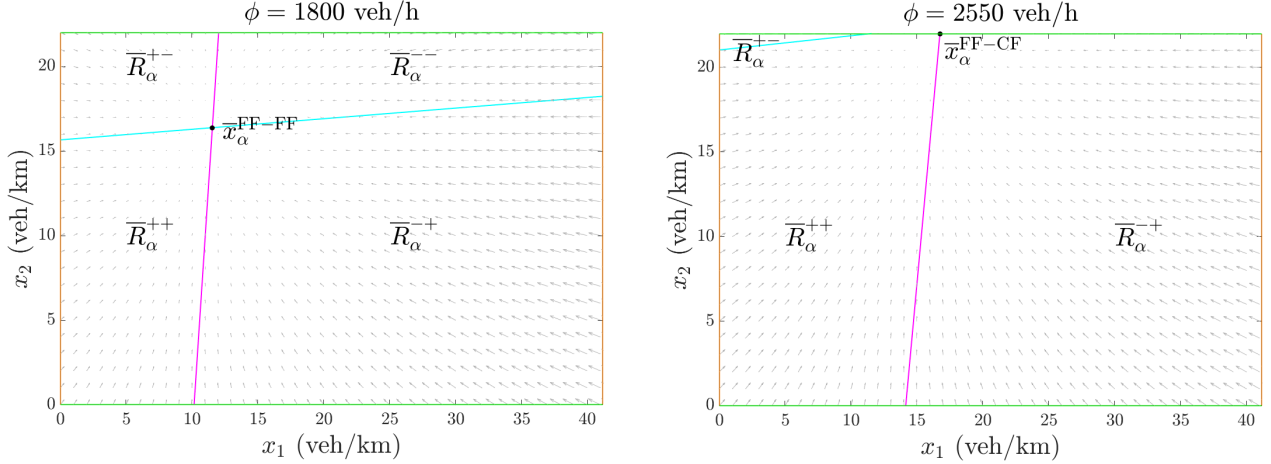 ϕ = 1800 veh/h
R̅α+− R̅α−−
x̅αFF−FF
R̅α++ R̅α−+
20
15
10
5
0
x2 (veh/km)
0 5 10 15 20 25 30 35 40
x1 (veh/km)
ϕ = 2550 veh/h
R̅α+−
x̅αFF−CF
R̅α++ R̅α−+
20
15
10
5
0
x2 (veh/km)
0 5 10 15 20 25 30 35 40
x1 (veh/km)